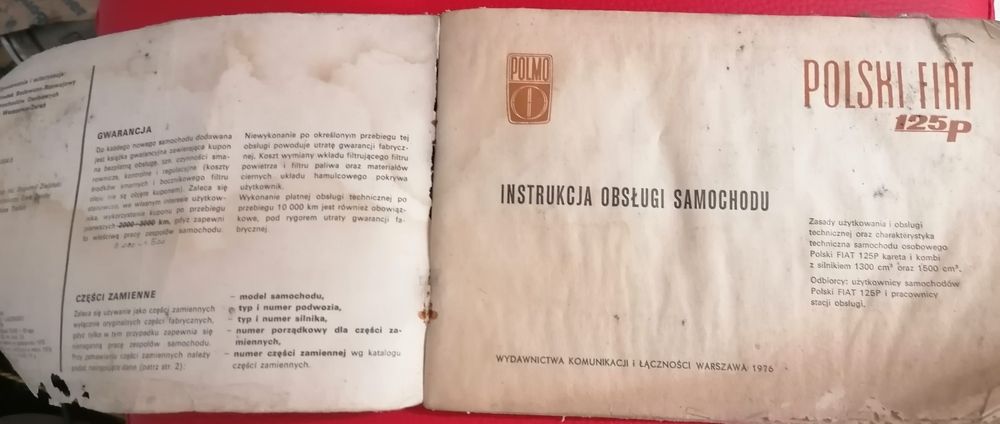 GWARANCJA
Do każdego nowego samochodu dodawana
jest książka gwarancyjna zawierająca kupon
na bezpłatną obsługę, tzn. czynności sma-
rownicze, kontrolne i regulacyjne (koszty
środków smarnych i bocznikowego filtru
oleju nie są objęte kuponem). Zaleca się
stanowczo, we własnym interesie użytkow-
nika, wykorzystanie kuponu po przebiegu
pierwszych 2000—3000 km, gdyż zapewni
to właściwą pracę zespołów samochodu.
Niewykonanie po określonym przebiegu tej
obsługi powoduje utratę gwarancji fabrycz-
nej. Koszt wymiany wkładu filtrującego filtru
powietrza i filtru paliwa oraz materiałów
ciernych układu hamulcowego pokrywa
użytkownik.
Wykonanie płatnej obsługi technicznej po
przebiegu 10 000 km jest również obowiąz-
kowe, pod rygorem utraty gwarancji fa-
brycznej
CZĘŚCI ZAMIENNE
Zaleca się używanie jako części zamiennych
wyłącznie oryginalnych części fabrycznych,
gdyż tylko w tym przypadku zapewnia się
nienaganną pracę zespołów samochodu.
Przy zamawianiu części zamiennych należy
podać następujące dane (patrz str. 2):
— model samochodu,
— typ i numer podwozia,
— typ i numer silnika,
— numer porządkowy dla części za-
miennych,
— numer części zamiennej wg katalogu
części zamiennych.
POLMO
POLSKI FIAT
125p
INSTRUKCJA OBSŁUGI SAMOCHODU
Zasady użytkowania i obsługi
technicznej oraz charakterystyka
techniczna samochodu osobowego
Polski FIAT 125P kareta i kombi
z silnikiem 1300 cm³ oraz 1500 cm³.
Odbiorcy: użytkownicy samochodów
Polski FIAT 125P i pracownicy
stacji obsługi.
WYDAWNICTWA KOMUNIKACJI i ŁĄCZNOŚCI WARSZAWA 1976